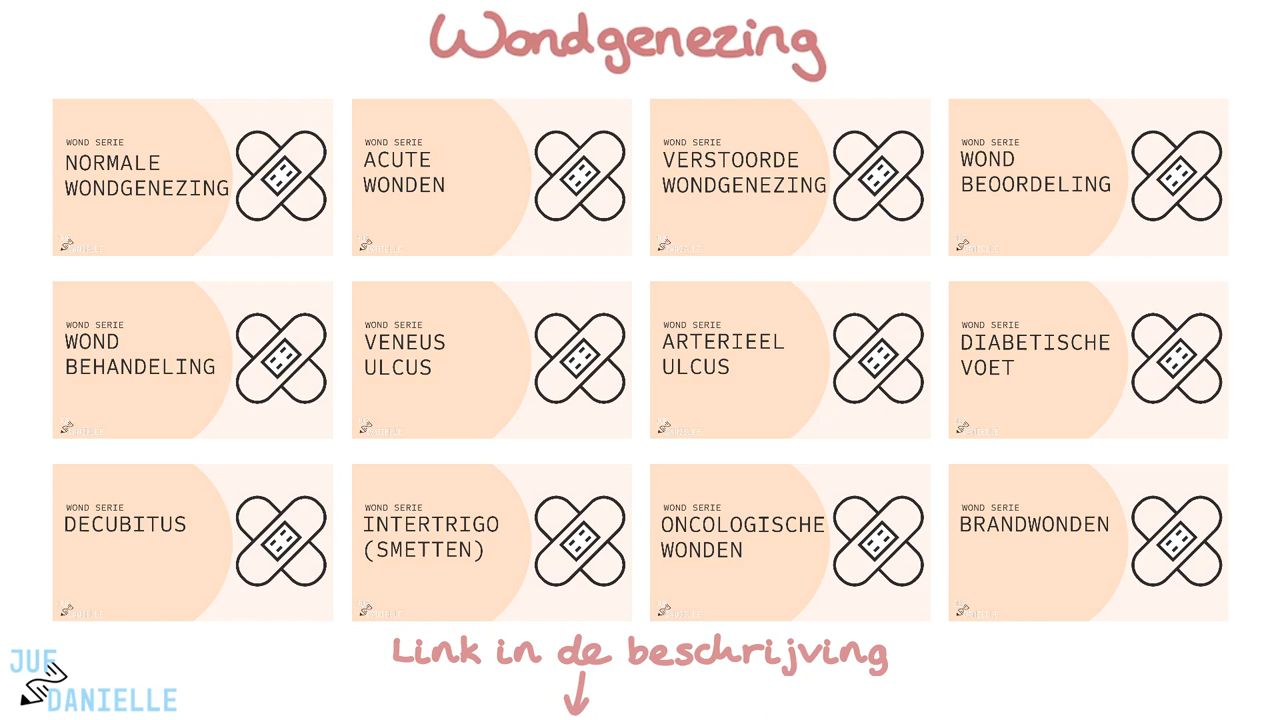 Wondgenezing
WOND SERIE
NORMALE
WONDGENEZING
WOND SERIE
ACUTE
WONDEN
WOND SERIE
VERSTOORDE
WONDGENEZING
WOND SERIE
WOND
BEOORDELING
WOND SERIE
WOND
BEHANDELING
WOND SERIE
VENEUS
ULCUS
WOND SERIE
ARTERIEEL
ULCUS
WOND SERIE
DIABETISCHE
VOET
WOND SERIE
DECUBITUS
WOND SERIE
INTERTRIGO
(SMETTEN)
WOND SERIE
ONCOLOGISCHE
WONDEN
WOND SERIE
BRANDWONDEN
Link in de beschrijving
JUF
DANIELLE